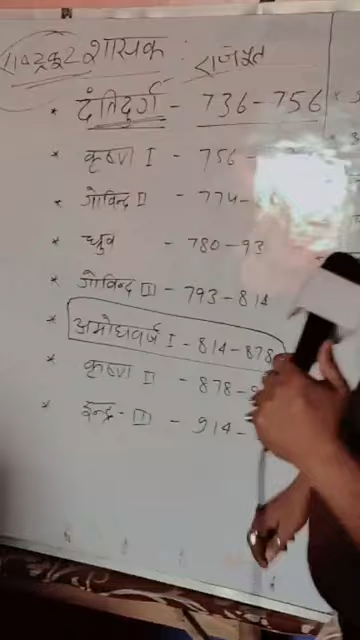 राष्ट्रकूट शासक : राजपूत
* दंतिदुर्ग - 736-756
* कृष्ण I - 756 -
* गोविन्द II - 774-
* ध्रुव - 780-93
* गोविन्द III - 793-814
* अमोघवर्ष I - 814-878
* कृष्ण II - 878-
* इन्द्र - III - 914-